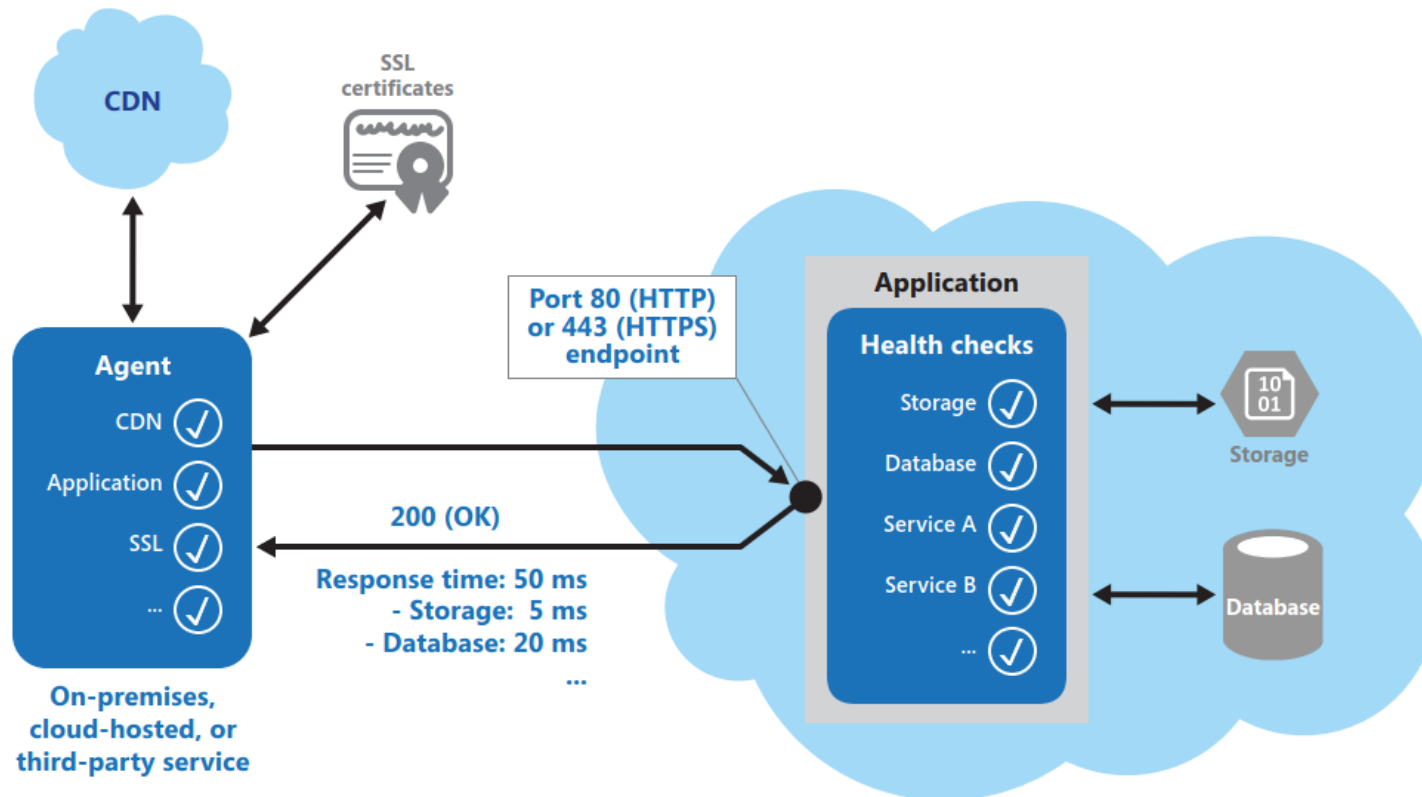 CDN
SSL
certificates
Port 80 (HTTP)
or 443 (HTTPS)
endpoint
Agent
CDN
Application
SSL
...
On-premises,
cloud-hosted, or
third-party service
200 (OK)
Response time: 50 ms
- Storage: 5 ms
- Database: 20 ms
...
Application
Health checks
Storage
Database
Service A
Service B
...
10
01
Storage
Database